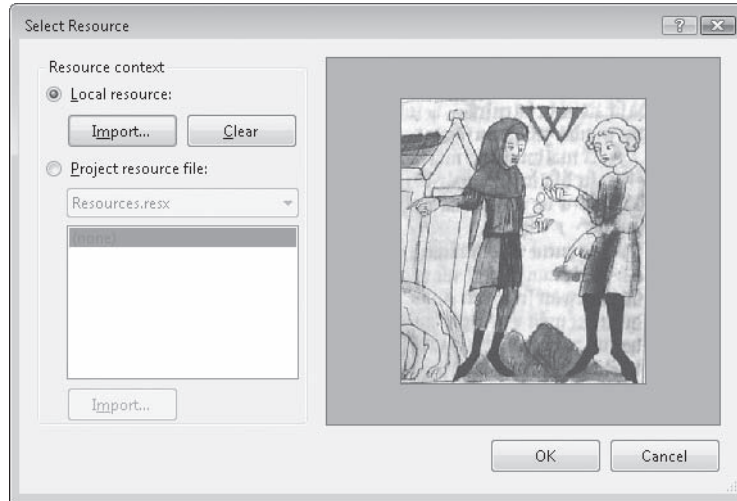 Select Resource
Resource context
Local resource:
Import...
Clear
Project resource file:
Resources.resx
(none)
Import...
W
OK
Cancel